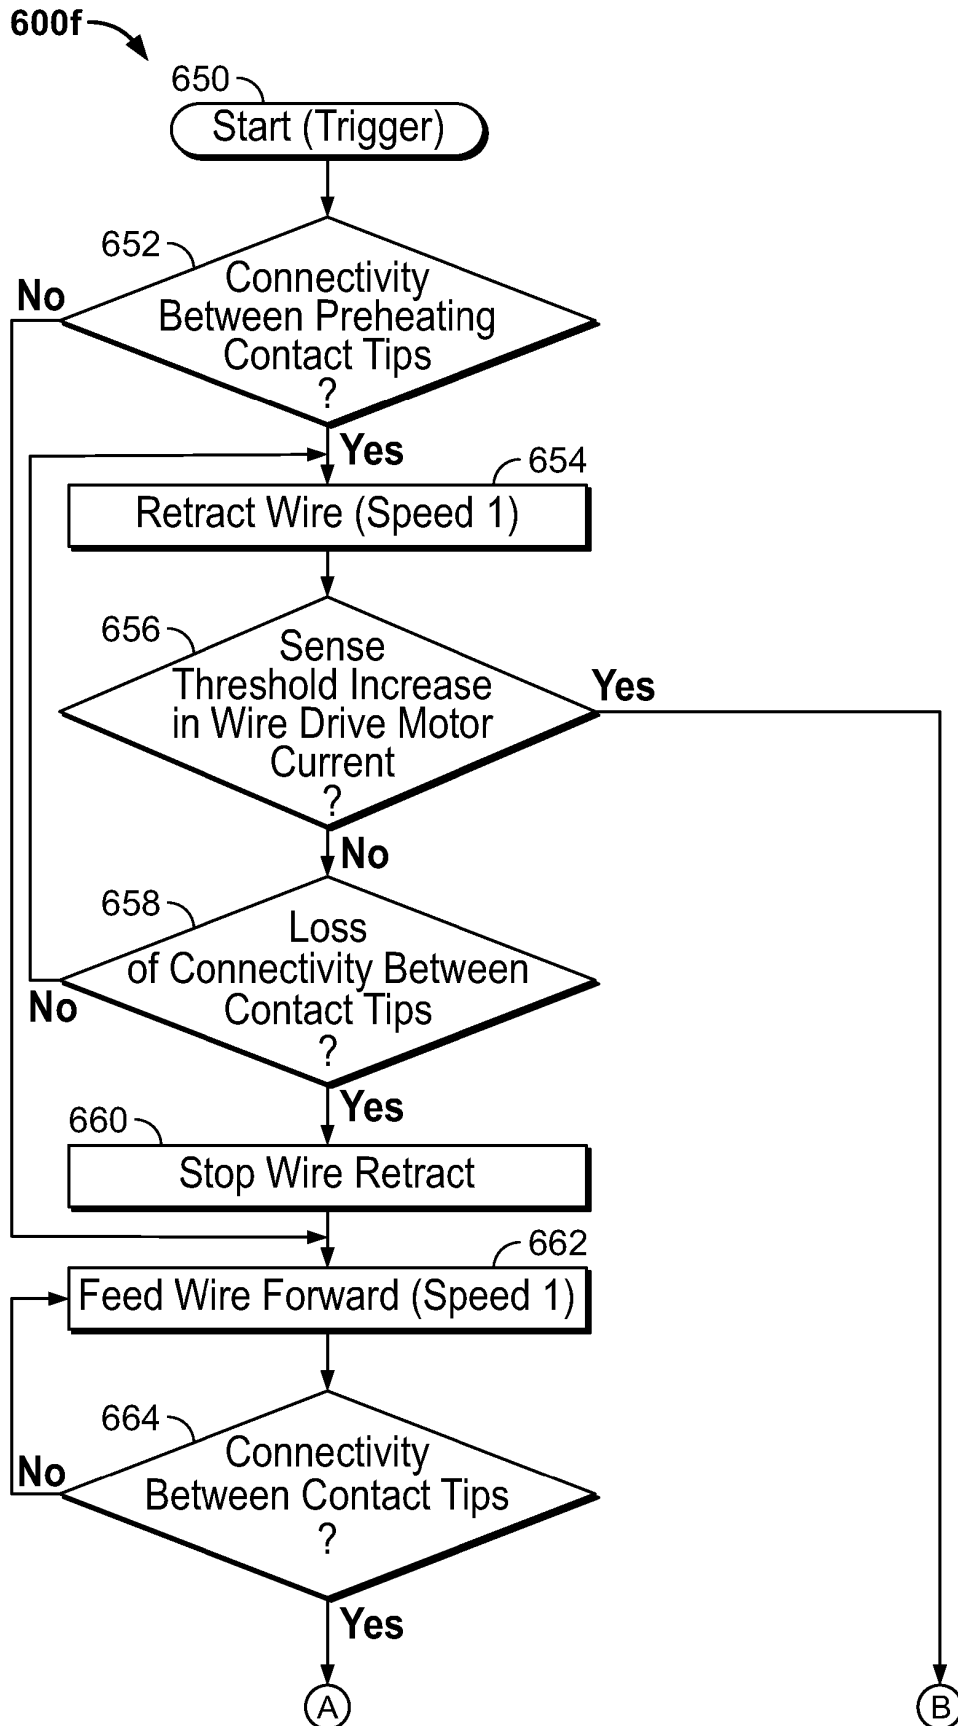 600f
650
Start (Trigger)
652
No
Connectivity
Between Preheating
Contact Tips
?
Yes
654
Retract Wire (Speed 1)
656
Sense
Threshold Increase
in Wire Drive Motor
Current
?
Yes
No
658
Loss
of Connectivity Between
Contact Tips
?
No
Yes
660
Stop Wire Retract
662
Feed Wire Forward (Speed 1)
664
Connectivity
Between Contact Tips
?
No
Yes
A
B